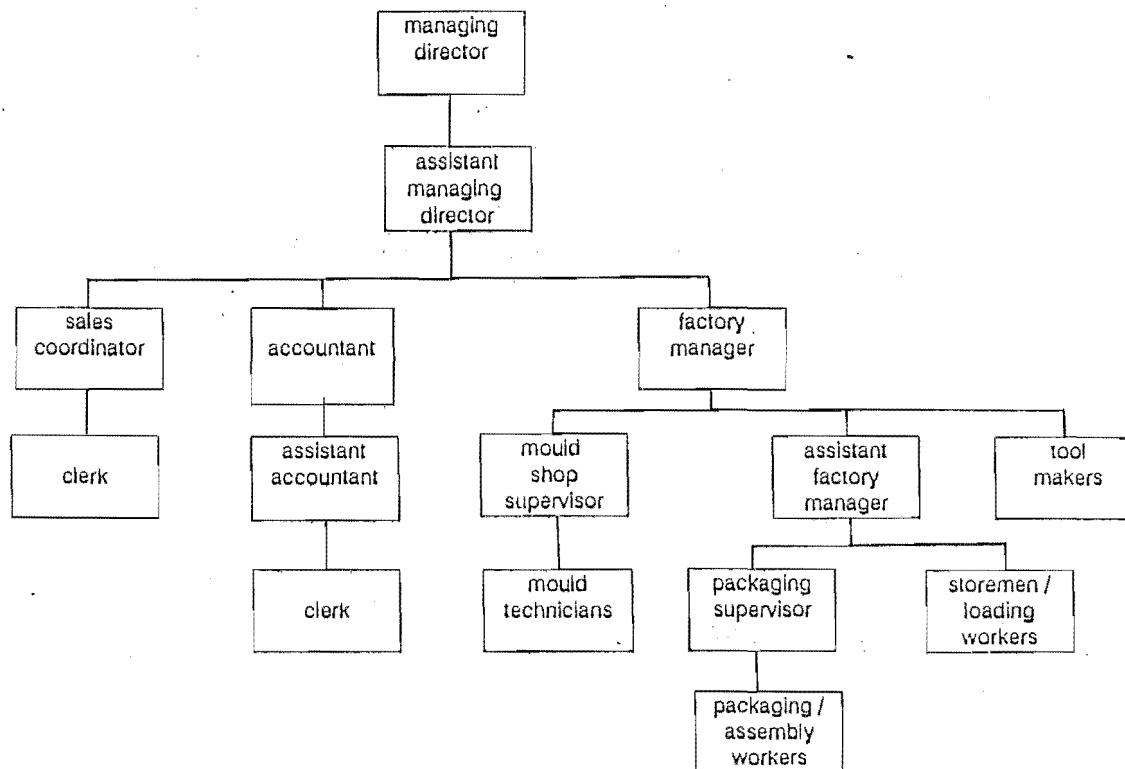 managing
director
assistant
managing
director
sales
coordinator
accountant
factory
manager
clerk
assistant
accountant
mould
shop
supervisor
assistant
factory
manager
tool
makers
clerk
mould
technicians
packaging
supervisor
storemen /
loading
workers
packaging /
assembly
workers